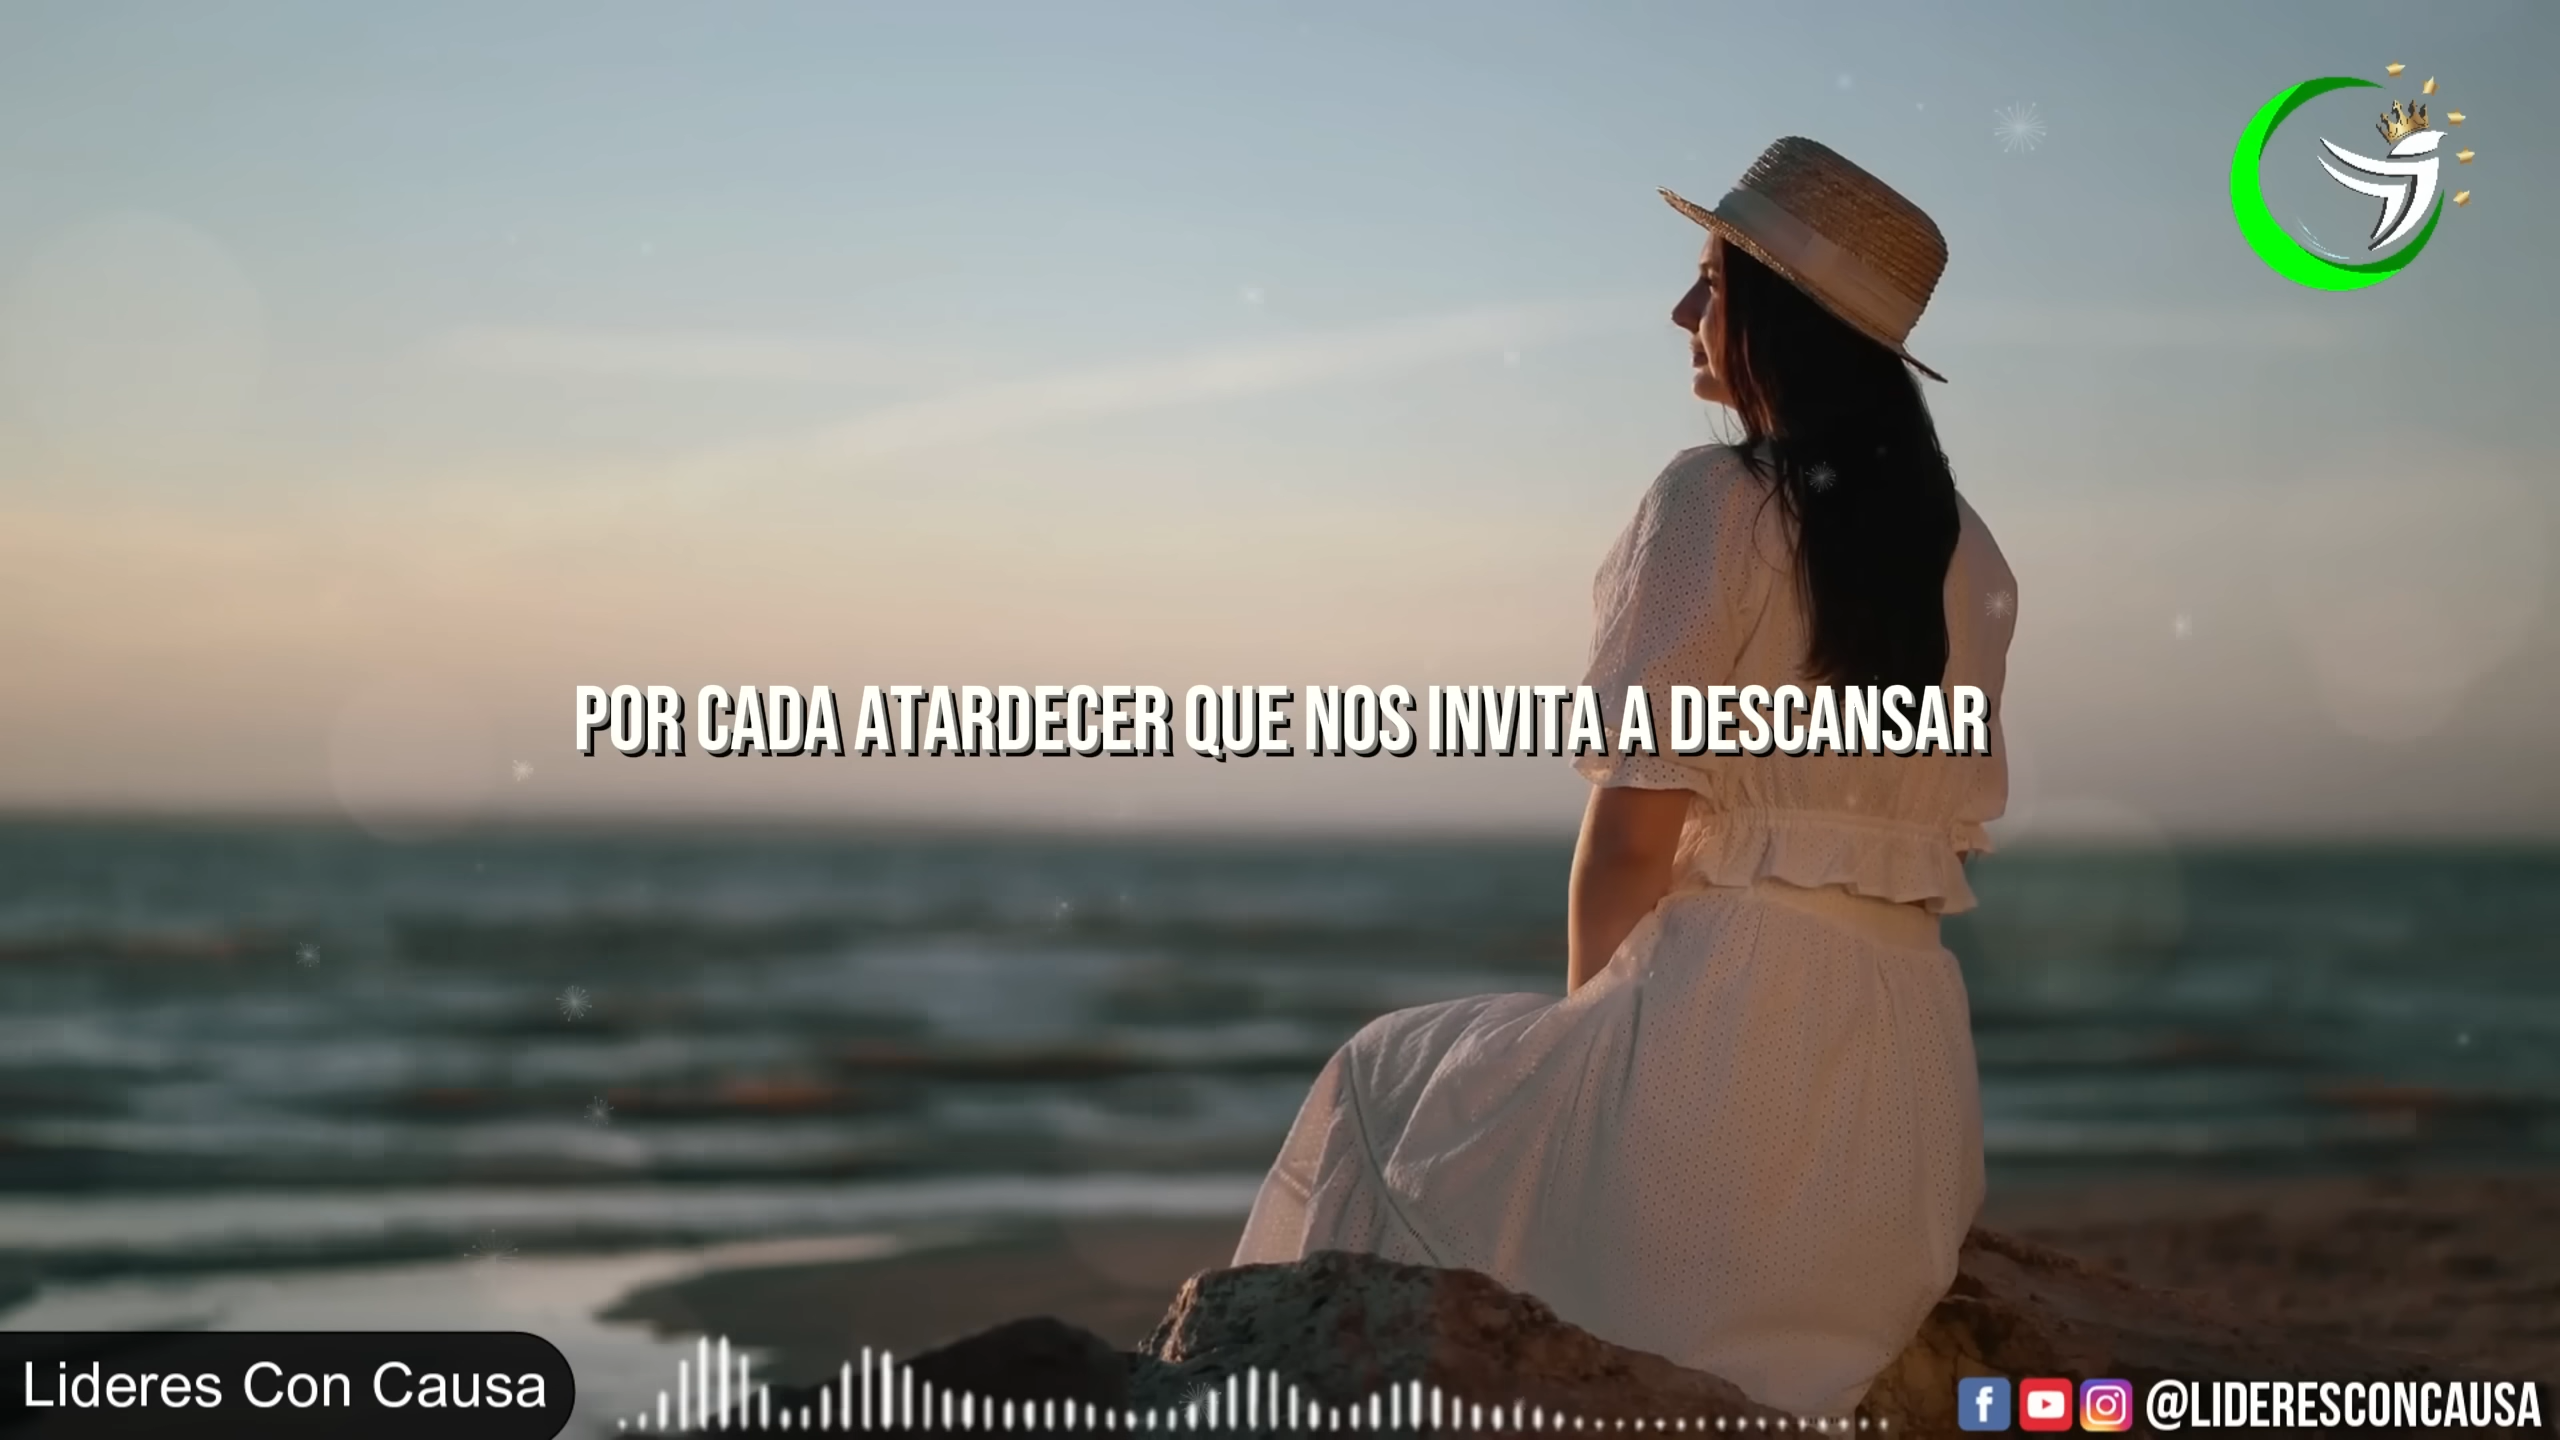 POR CADA ATARDECER QUE NOS INVITA A DESCANSAR
Lideres Con Causa
@LIDERESCONCAUSA